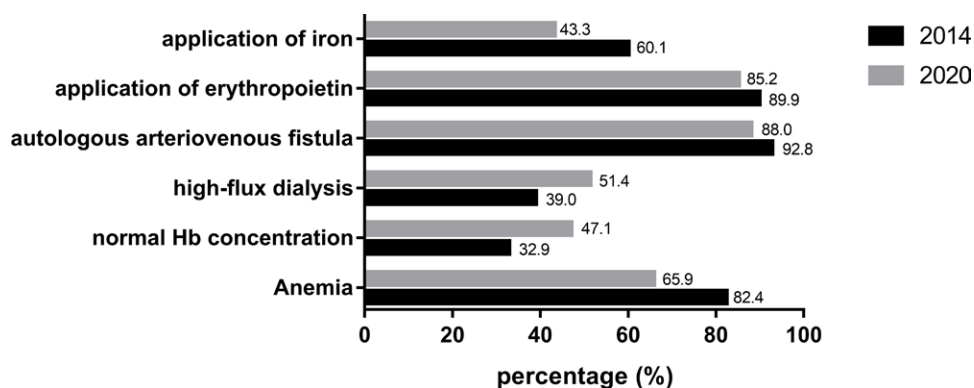 application of iron
43.3
60.1
application of erythropoietin
85.2
89.9
autologous arteriovenous fistula
88.0
92.8
high-flux dialysis
51.4
39.0
normal Hb concentration
47.1
32.9
Anemia
65.9
82.4
0 20 40 60 80 100
percentage (%)
2014
2020